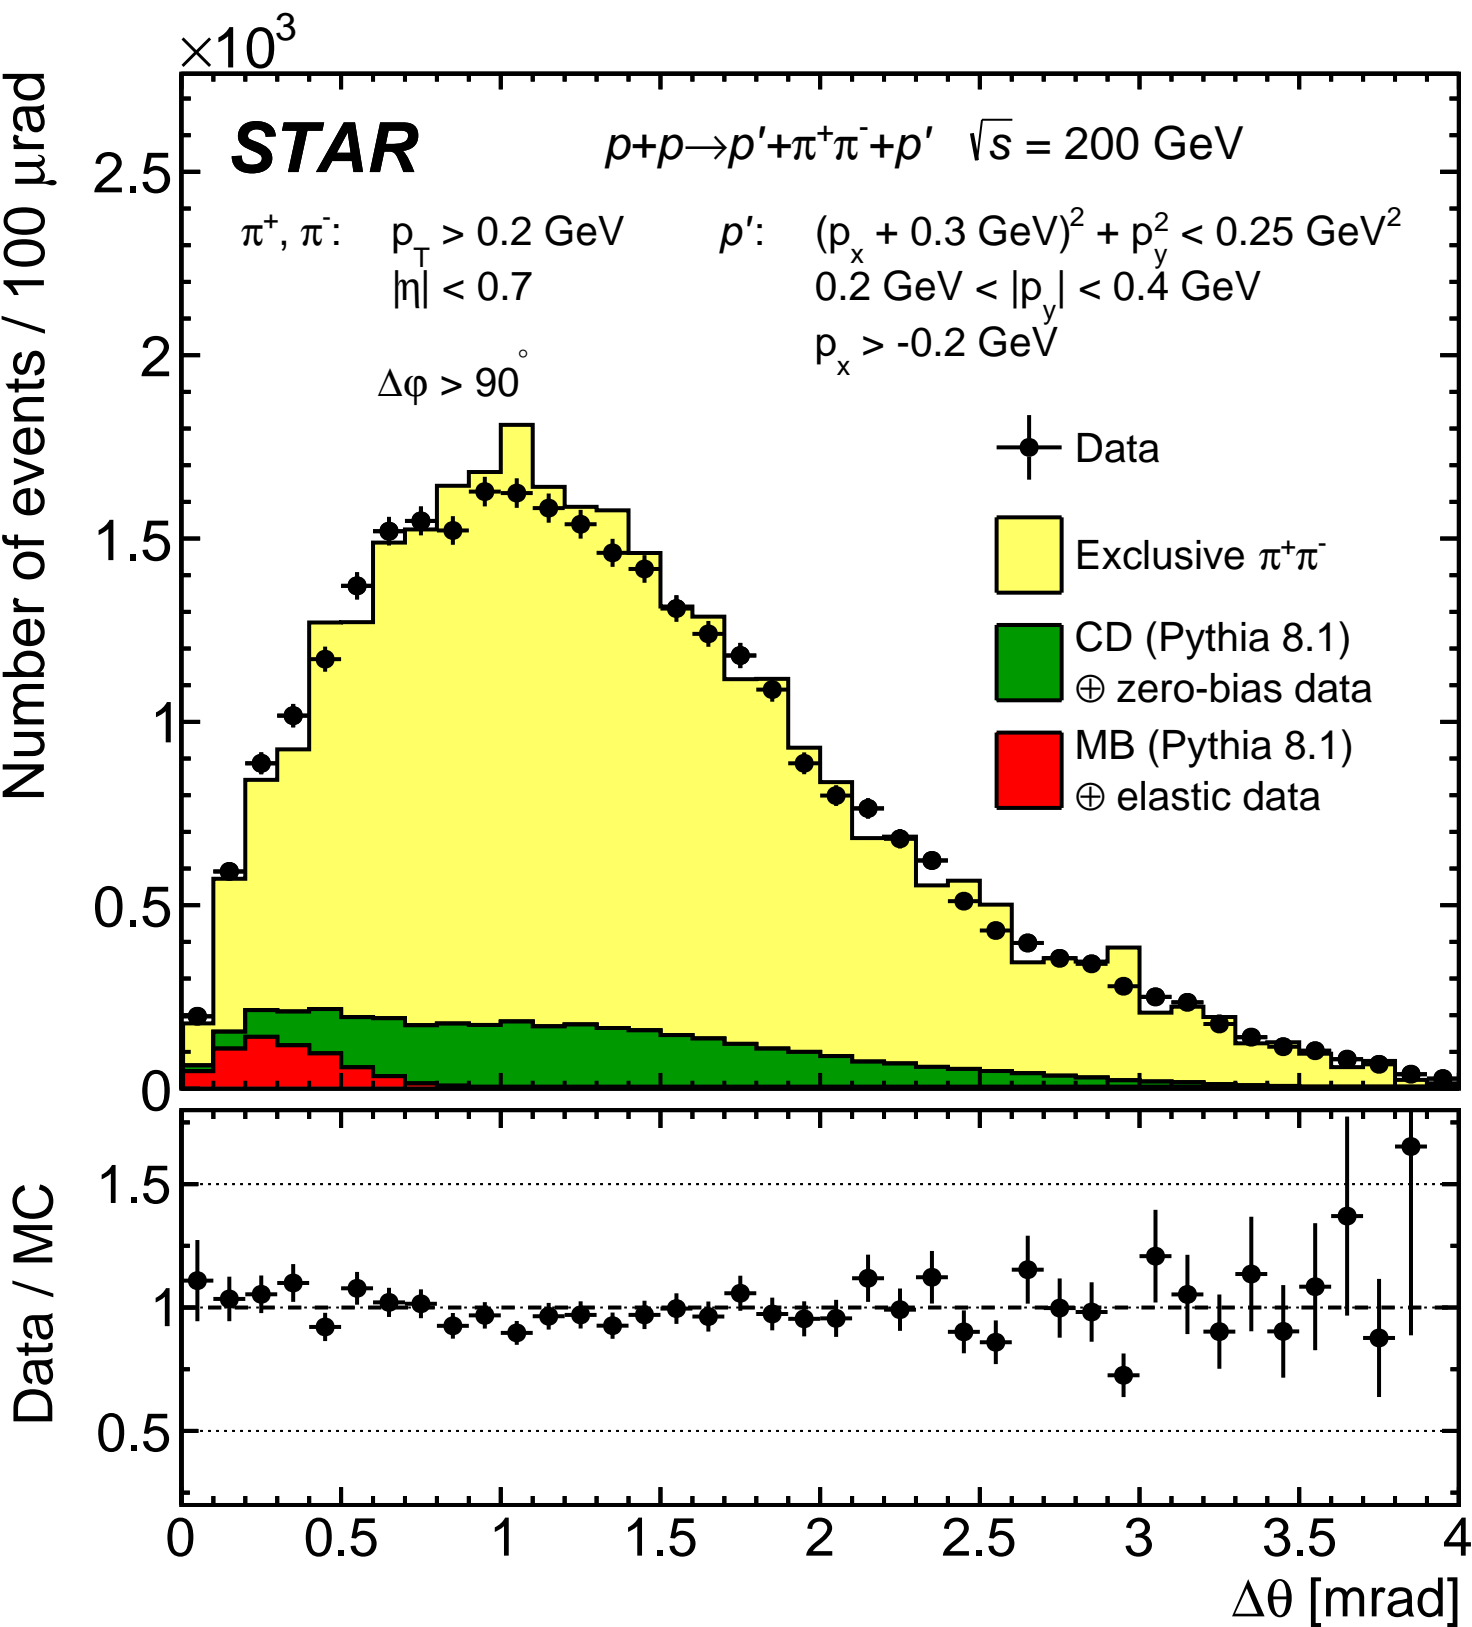 ×10³
STAR p+p→p′+π⁺π⁻+p′ √s = 200 GeV
π⁺, π⁻: p_T > 0.2 GeV p′: (p_x + 0.3 GeV)² + p_y² < 0.25 GeV²
|η| < 0.7 0.2 GeV < |p_y| < 0.4 GeV
p_x > -0.2 GeV
Δφ > 90°
Data
Exclusive π⁺π⁻
CD (Pythia 8.1)
⊕ zero-bias data
MB (Pythia 8.1)
⊕ elastic data
Number of events / 100 μrad
2.5
2
1.5
1
0.5
0
Data / MC
1.5
1
0.5
0 0.5 1 1.5 2 2.5 3 3.5 4
Δθ [mrad]